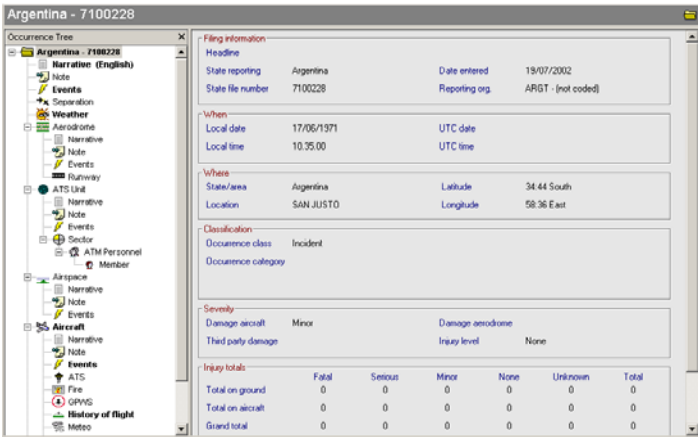 Argentina - 7100228
Occurrence Tree
Argentina - 7100228
Narrative (English)
Note
Events
Separation
Weather
Aerodrome
Narrative
Note
Events
Runway
ATS Unit
Narrative
Note
Events
Sector
ATM Personnel
Member
Airspace
Narrative
Note
Events
Aircraft
Narrative
Note
Events
ATS
Fire
GPWS
History of flight
Meteo
Filing information
Headline
State reporting Argentina Date entered 19/07/2002
State file number 7100228 Reporting org. ARGT - (not coded)
When
Local date 17/06/1971 UTC date
Local time 10.35.00 UTC time
Where
State/area Argentina Latitude 34:44 South
Location SAN JUSTO Longitude 58:36 East
Classification
Occurrence class Incident
Occurrence category
Severity
Damage aircraft Minor Damage aerodrome
Third party damage Injury level None
Injury totals
Fatal Serious Minor None Unknown Total
Total on ground 0 0 0 0 0 0
Total on aircraft 0 0 0 0 0 0
Grand total 0 0 0 0 0 0